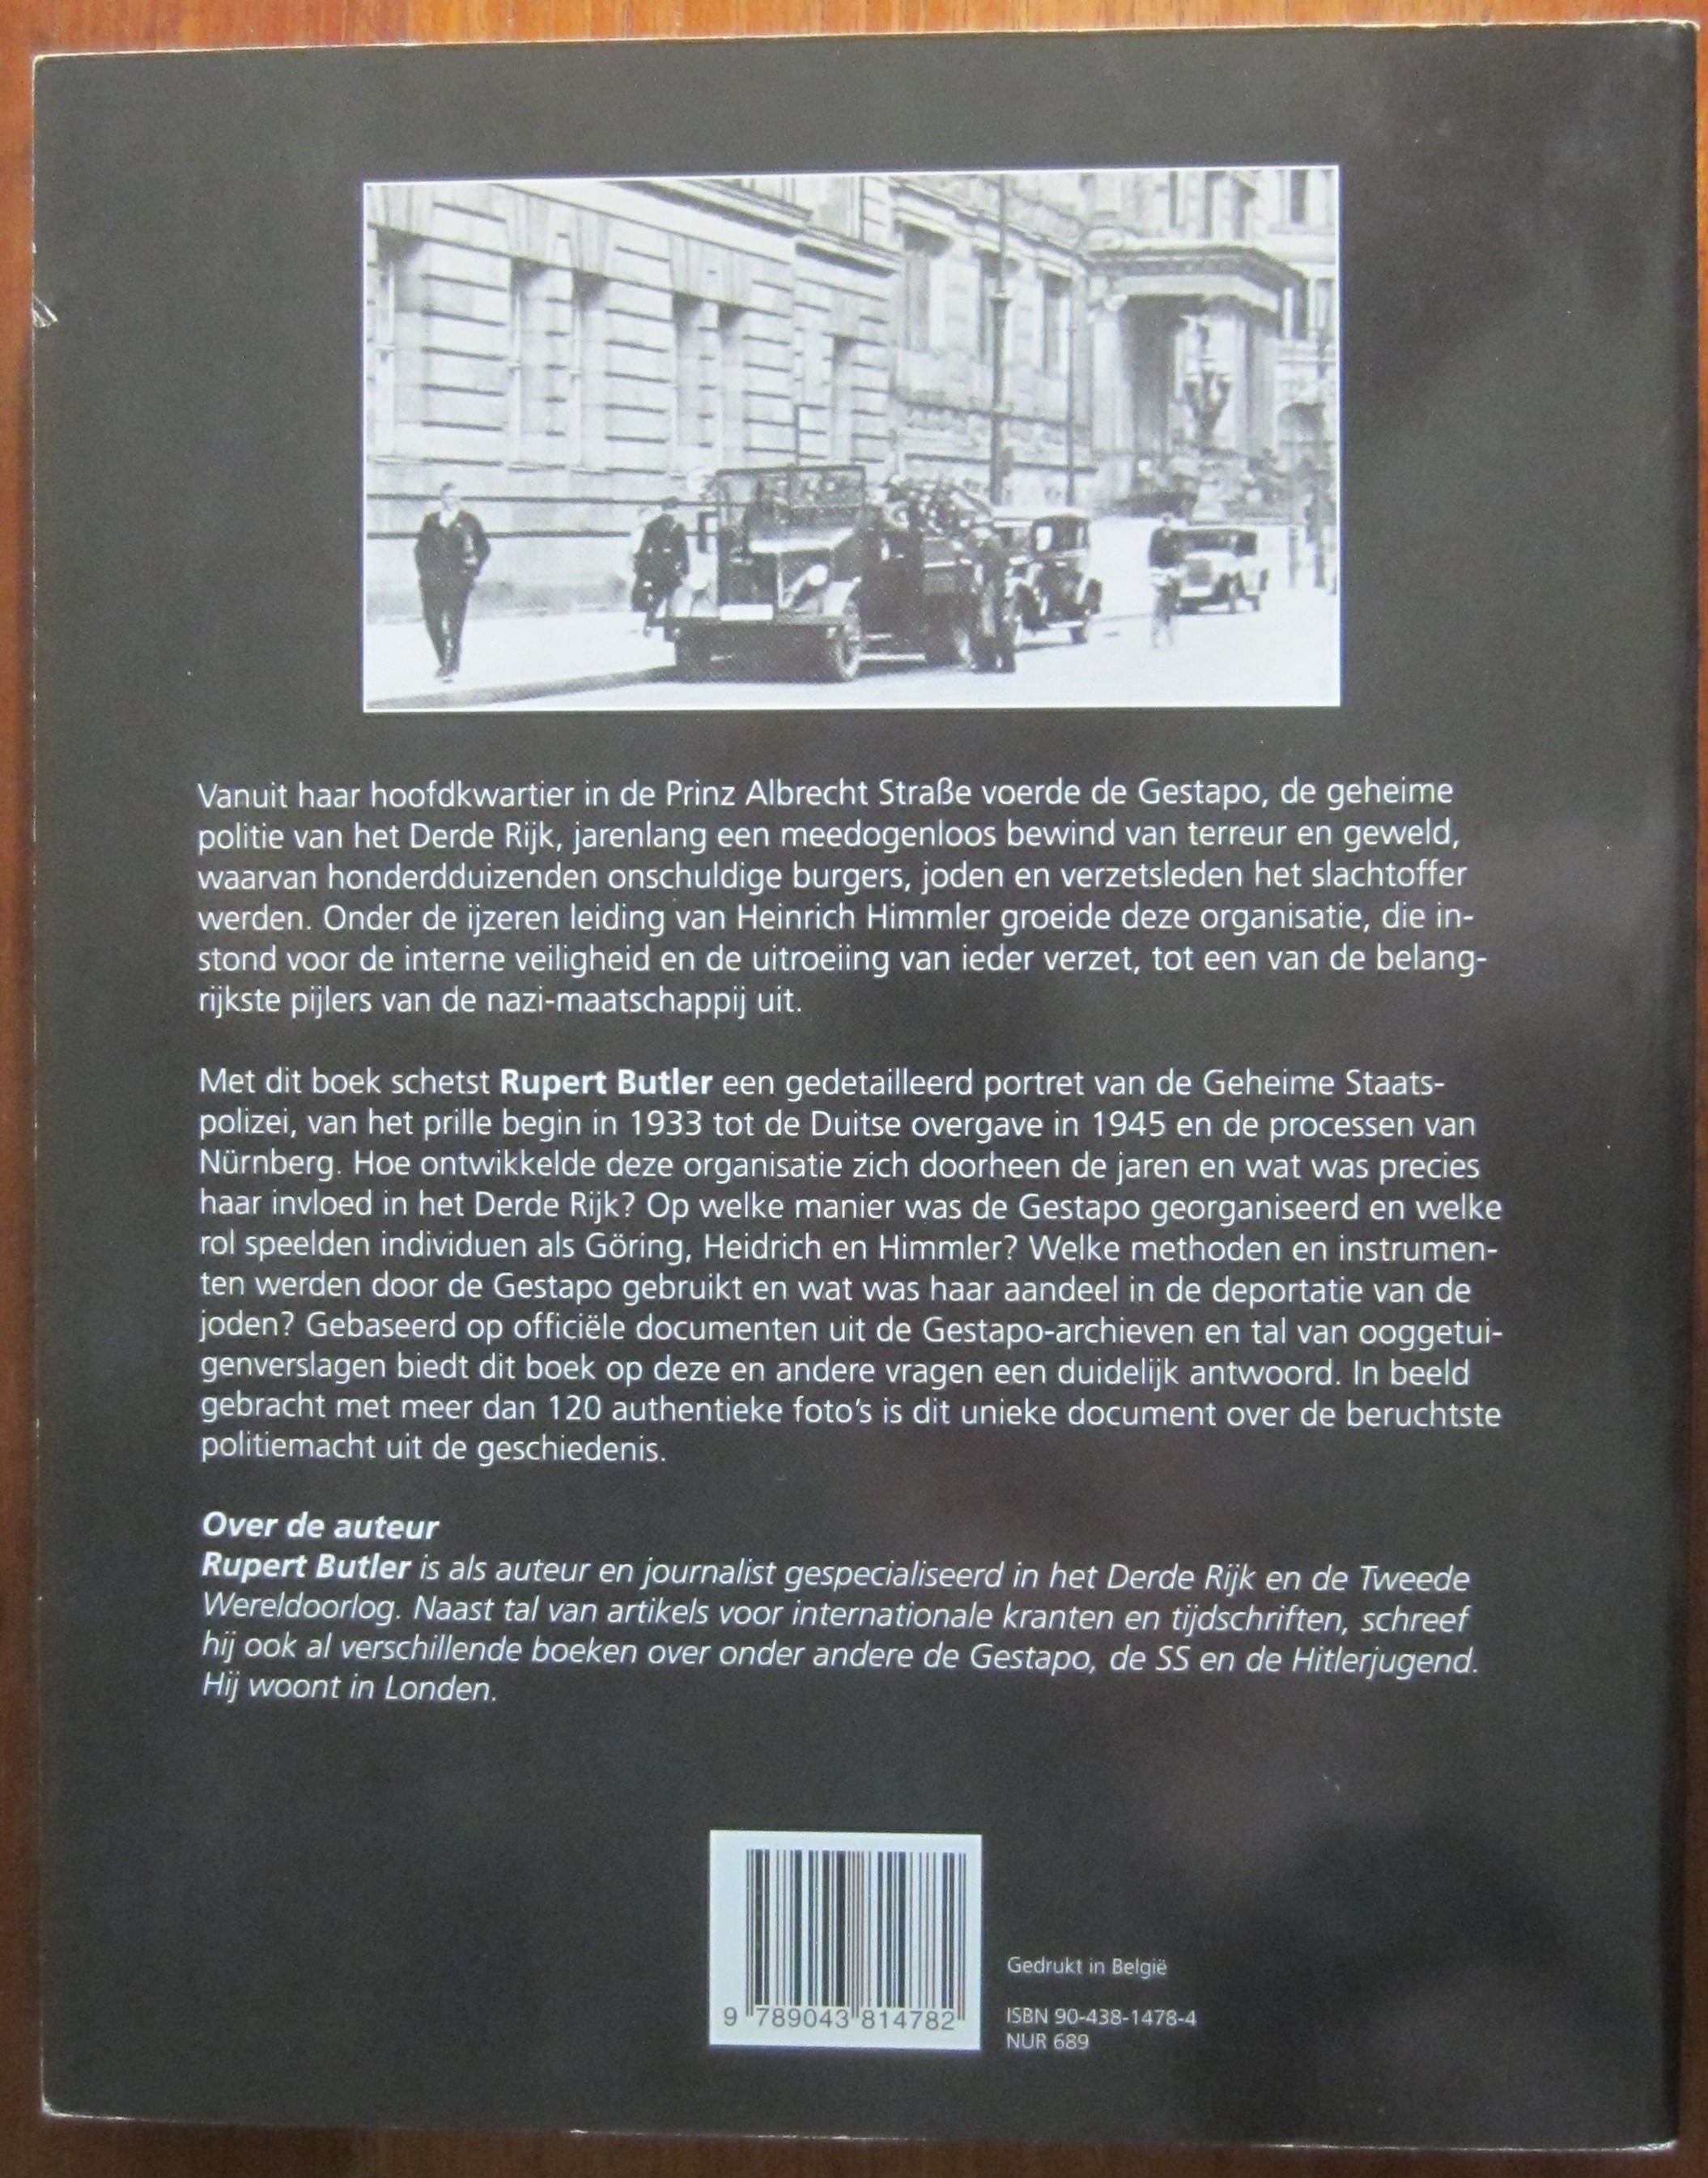 Vanuit haar hoofdkwartier in de Prinz Albrecht Straße voerde de Gestapo, de geheime
politie van het Derde Rijk, jarenlang een meedogenloos bewind van terreur en geweld,
waarvan honderdduizenden onschuldige burgers, joden en verzetsleden het slachtoffer
werden. Onder de ijzeren leiding van Heinrich Himmler groeide deze organisatie, die in-
stond voor de interne veiligheid en de uitroeiing van ieder verzet, tot een van de belang-
rijkste pijlers van de nazi-maatschappij uit.
Met dit boek schetst Rupert Butler een gedetailleerd portret van de Geheime Staats-
polizei, van het prille begin in 1933 tot de Duitse overgave in 1945 en de processen van
Nürnberg. Hoe ontwikkelde deze organisatie zich doorheen de jaren en wat was precies
haar invloed in het Derde Rijk? Op welke manier was de Gestapo georganiseerd en welke
rol speelden individuen als Göring, Heidrich en Himmler? Welke methoden en instrumen-
ten werden door de Gestapo gebruikt en wat was haar aandeel in de deportatie van de
joden? Gebaseerd op officiële documenten uit de Gestapo-archieven en tal van ooggetui-
genverslagen biedt dit boek op deze en andere vragen een duidelijk antwoord. In beeld
gebracht met meer dan 120 authentieke foto's is dit unieke document over de beruchtste
politiemacht uit de geschiedenis.
Over de auteur
Rupert Butler is als auteur en journalist gespecialiseerd in het Derde Rijk en de Tweede
Wereldoorlog. Naast tal van artikels voor internationale kranten en tijdschriften, schreef
hij ook al verschillende boeken over onder andere de Gestapo, de SS en de Hitlerjugend.
Hij woont in Londen.
Gedrukt in België
ISBN 90-438-1478-4
NUR 689
9 789043 814782